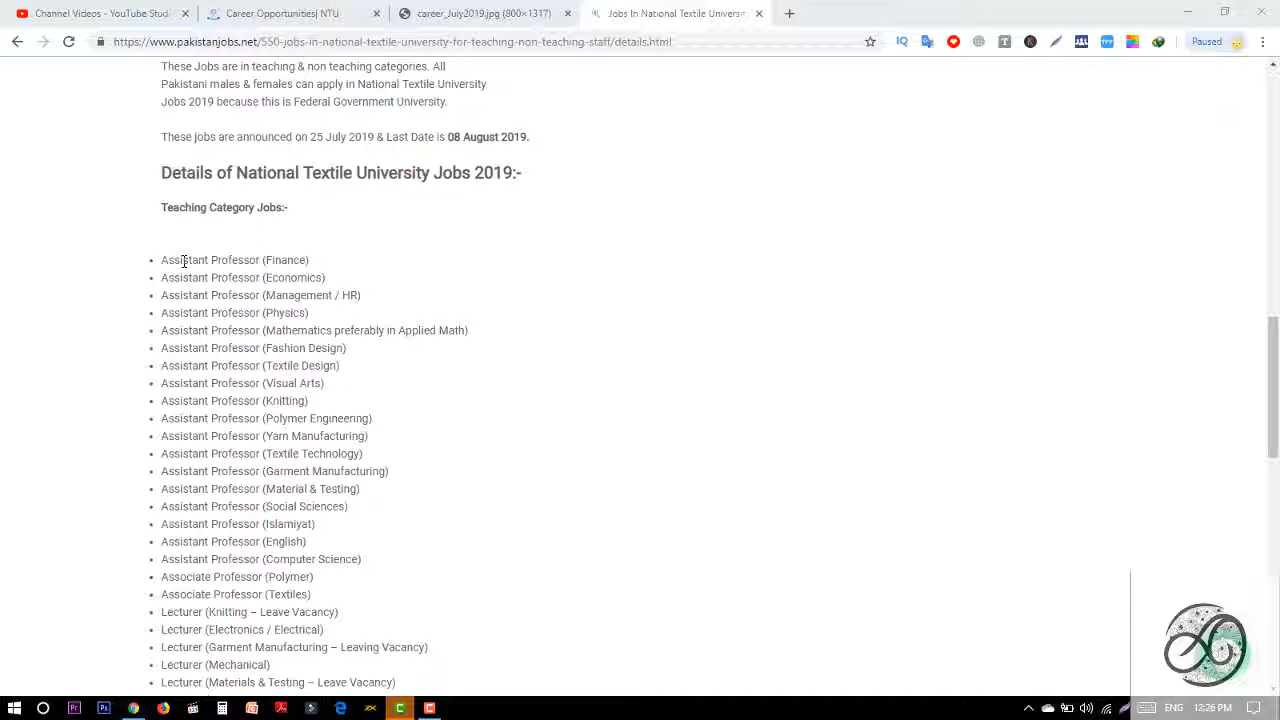 Channel Videos - YouTube Studi
Career Opportunities| NTU
career_July2019.jpg (800×1317)
Jobs In National Textile Universit
https://www.pakistanjob.net/550-jobs-in-national-textile-university-for-teaching-non-teaching-staff/details.html
Paused
These Jobs are in teaching & non teaching categories. All
Pakistani males & females can apply in National Textile University
Jobs 2019 because this is Federal Government University.
These jobs are announced on 25 July 2019 & Last Date is 08 August 2019.
Details of National Textile University Jobs 2019:-
Teaching Category Jobs:-
Assistant Professor (Finance)
Assistant Professor (Economics)
Assistant Professor (Management / HR)
Assistant Professor (Physics)
Assistant Professor (Mathematics preferably in Applied Math)
Assistant Professor (Fashion Design)
Assistant Professor (Textile Design)
Assistant Professor (Visual Arts)
Assistant Professor (Knitting)
Assistant Professor (Polymer Engineering)
Assistant Professor (Yarn Manufacturing)
Assistant Professor (Textile Technology)
Assistant Professor (Garment Manufacturing)
Assistant Professor (Material & Testing)
Assistant Professor (Social Sciences)
Assistant Professor (Islamiyat)
Assistant Professor (English)
Assistant Professor (Computer Science)
Associate Professor (Polymer)
Associate Professor (Textiles)
Lecturer (Knitting – Leave Vacancy)
Lecturer (Electronics / Electrical)
Lecturer (Garment Manufacturing – Leaving Vacancy)
Lecturer (Mechanical)
Lecturer (Materials & Testing – Leave Vacancy)
ENG 12:26 PM